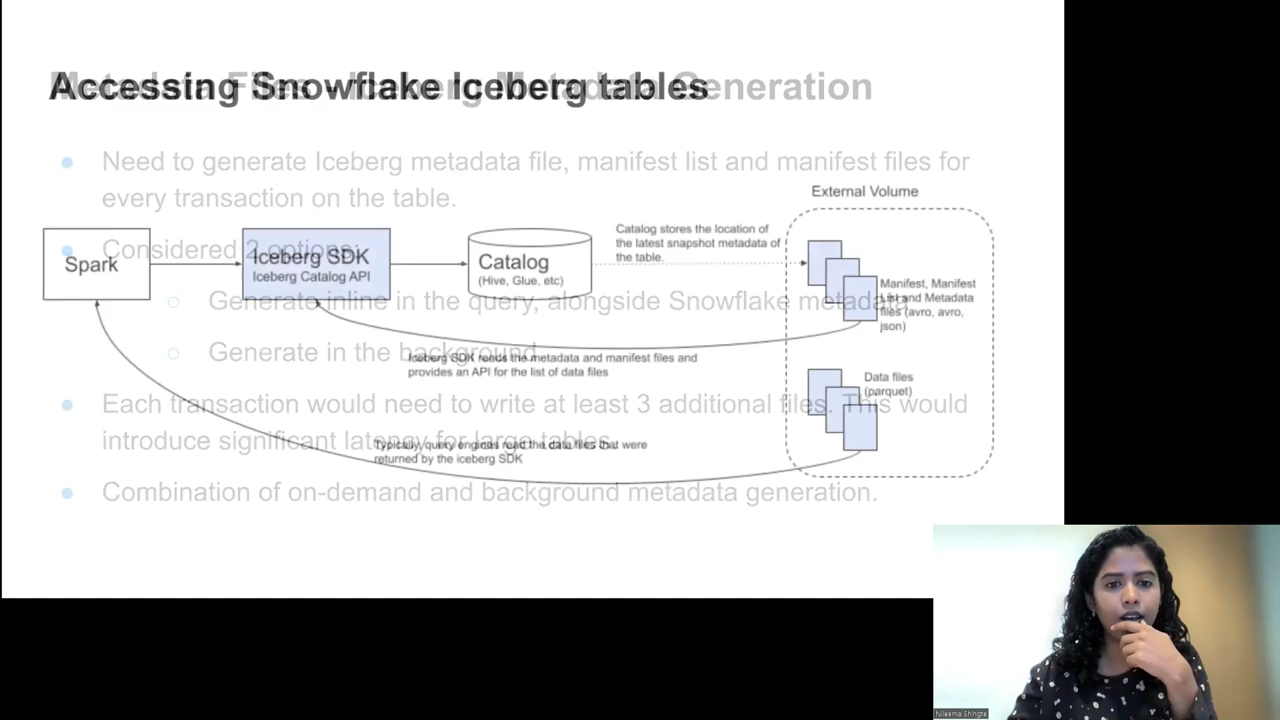 Accessing Snowflake Iceberg tables
Metadata Files - Iceberg Metadata Generation
Need to generate Iceberg metadata file, manifest list and manifest files for
every transaction on the table.
Considered 2 options:
Generate inline in the query, alongside Snowflake metadata
Generate in the background
Each transaction would need to write at least 3 additional files. This would
introduce significant latency for large tables.
Combination of on-demand and background metadata generation.
External Volume
Spark
Iceberg SDK
Iceberg Catalog API
Catalog
(Hive, Glue, etc)
Catalog stores the location of
the latest snapshot metadata of
the table.
Manifest, Manifest
List and Metadata
files (avro, avro,
json)
Iceberg SDK reads the metadata and manifest files and
provides an API for the list of data files
Data files
(parquet)
Typically, query engines read the data files that were
returned by the iceberg SDK
Nileema Shingte